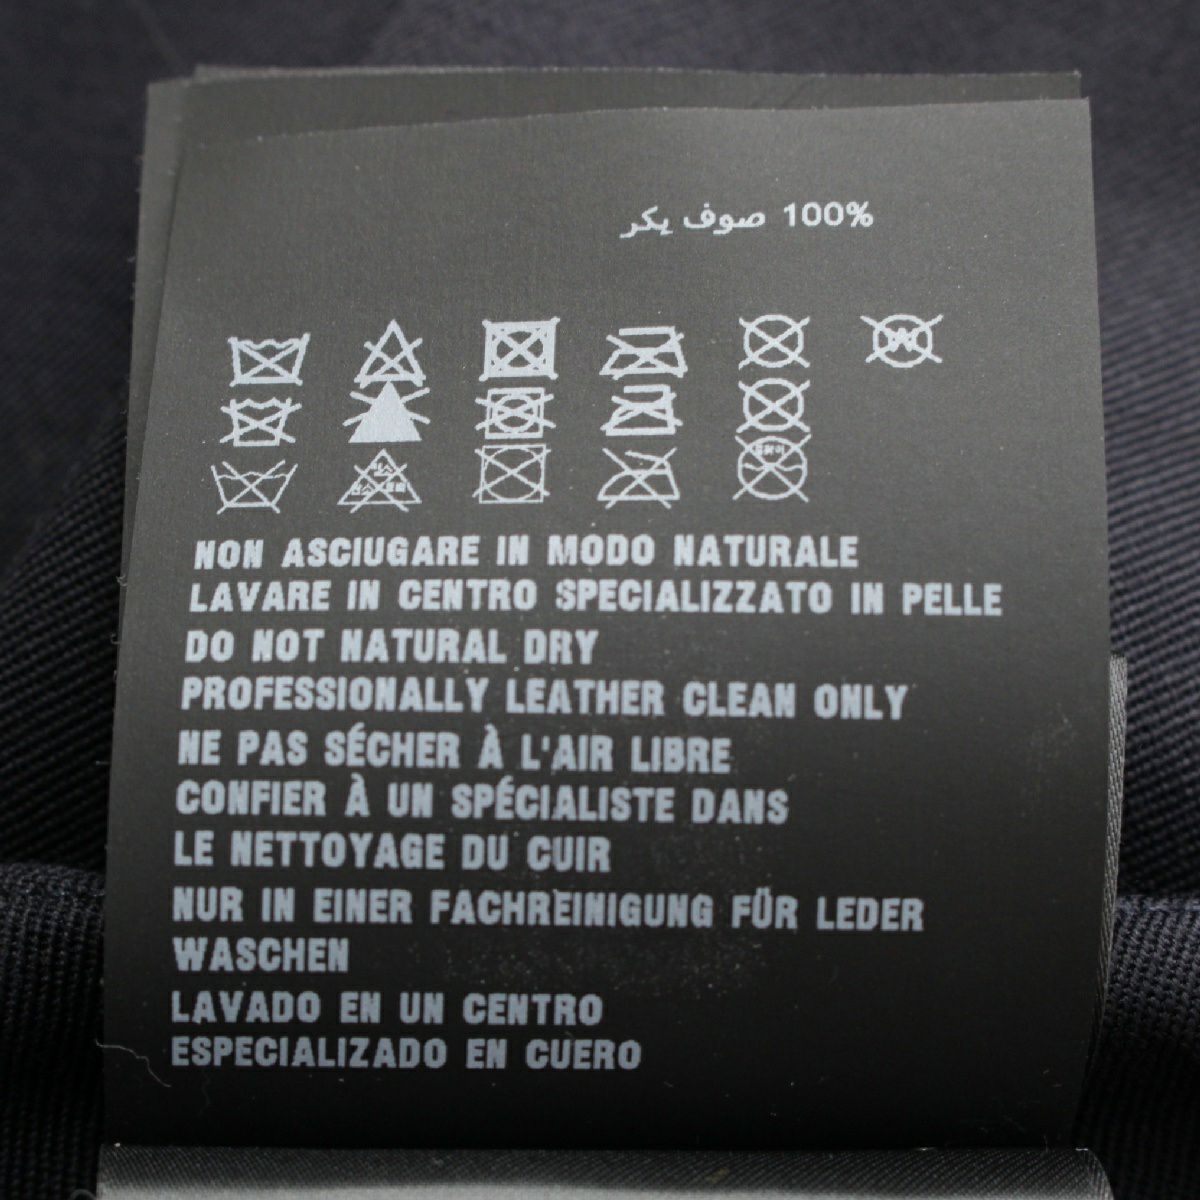 100% صوف يكر
NON ASCIUGARE IN MODO NATURALE
LAVARE IN CENTRO SPECIALIZZATO IN PELLE
DO NOT NATURAL DRY
PROFESSIONALLY LEATHER CLEAN ONLY
NE PAS SÉCHER À L'AIR LIBRE
CONFIER À UN SPÉCIALISTE DANS
LE NETTOYAGE DU CUIR
NUR IN EINER FACHREINIGUNG FÜR LEDER
WASCHEN
LAVADO EN UN CENTRO
ESPECIALIZADO EN CUERO